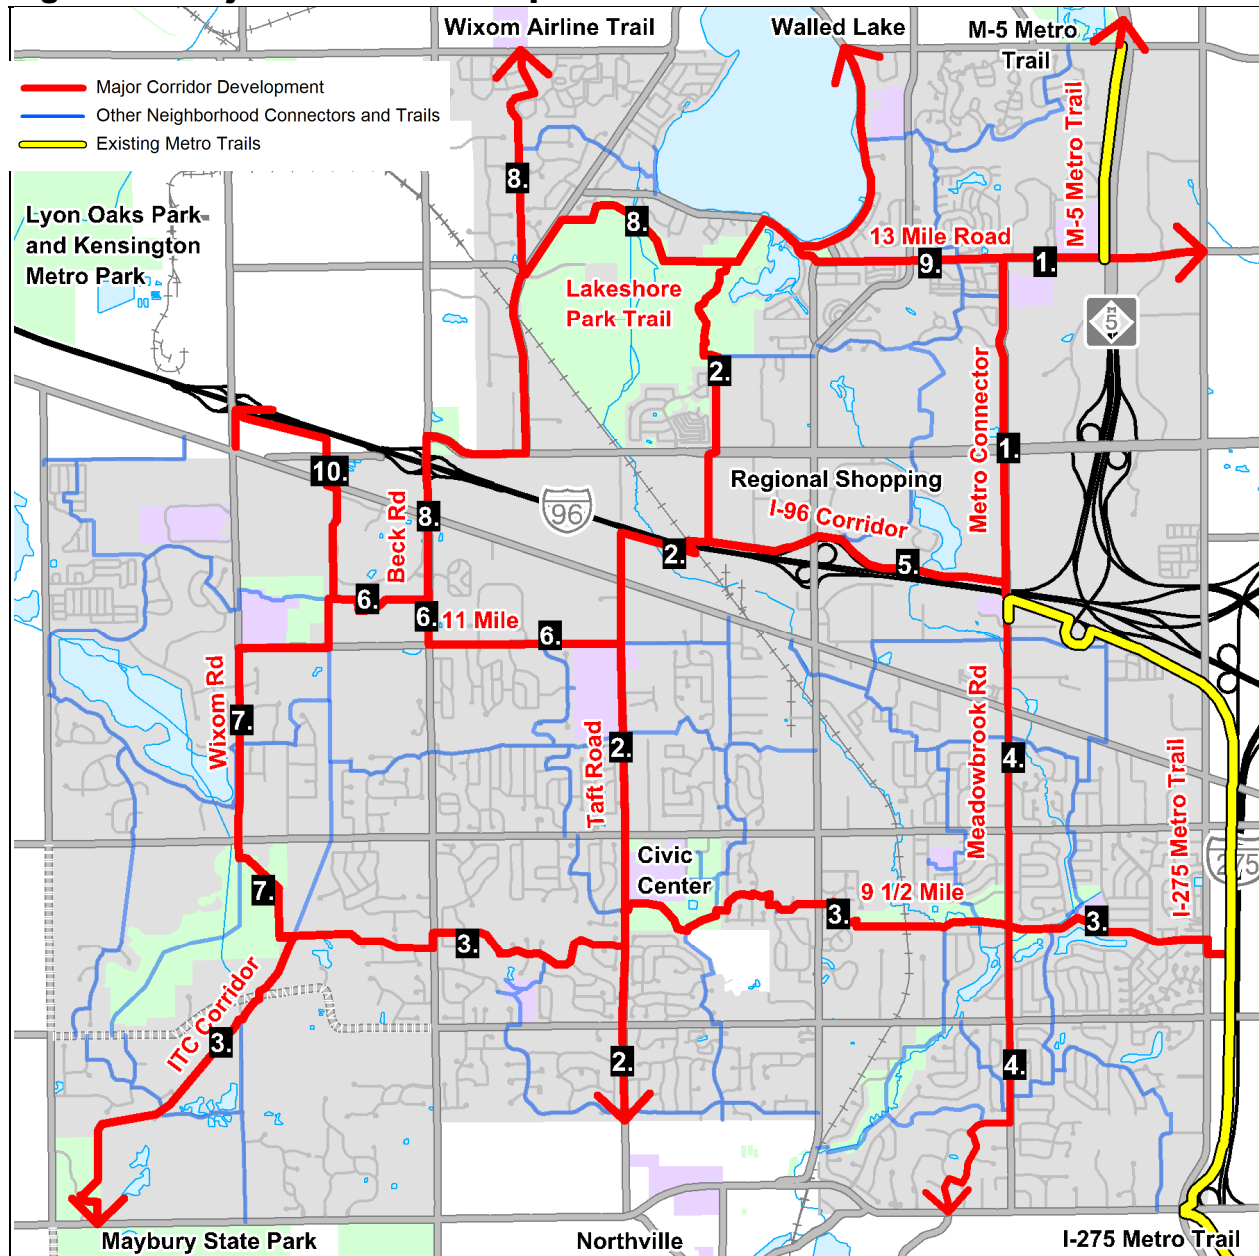 Wixom Airline Trail
Walled Lake
M-5 Metro
Trail
Major Corridor Development
Other Neighborhood Connectors and Trails
Existing Metro Trails
M-5 Metro Trail
8.
Lyon Oaks Park
and Kensington
Metro Park
8.
13 Mile Road
9.
1.
Lakeshore
Park Trail
M
5
2.
Metro Connector
1.
10.
Regional Shopping
I-96 Corridor
96
Beck Rd
8.
2.
5.
6.
6.
11 Mile
6.
Wixom Rd
7.
Taft Road
2.
Meadowbrook Rd
4.
I-275 Metro Trail
275
Civic
Center
7.
9 1/2 Mile
3.
3.
3.
ITC Corridor
3.
2.
4.
Maybury State Park
Northville
I-275 Metro Trail